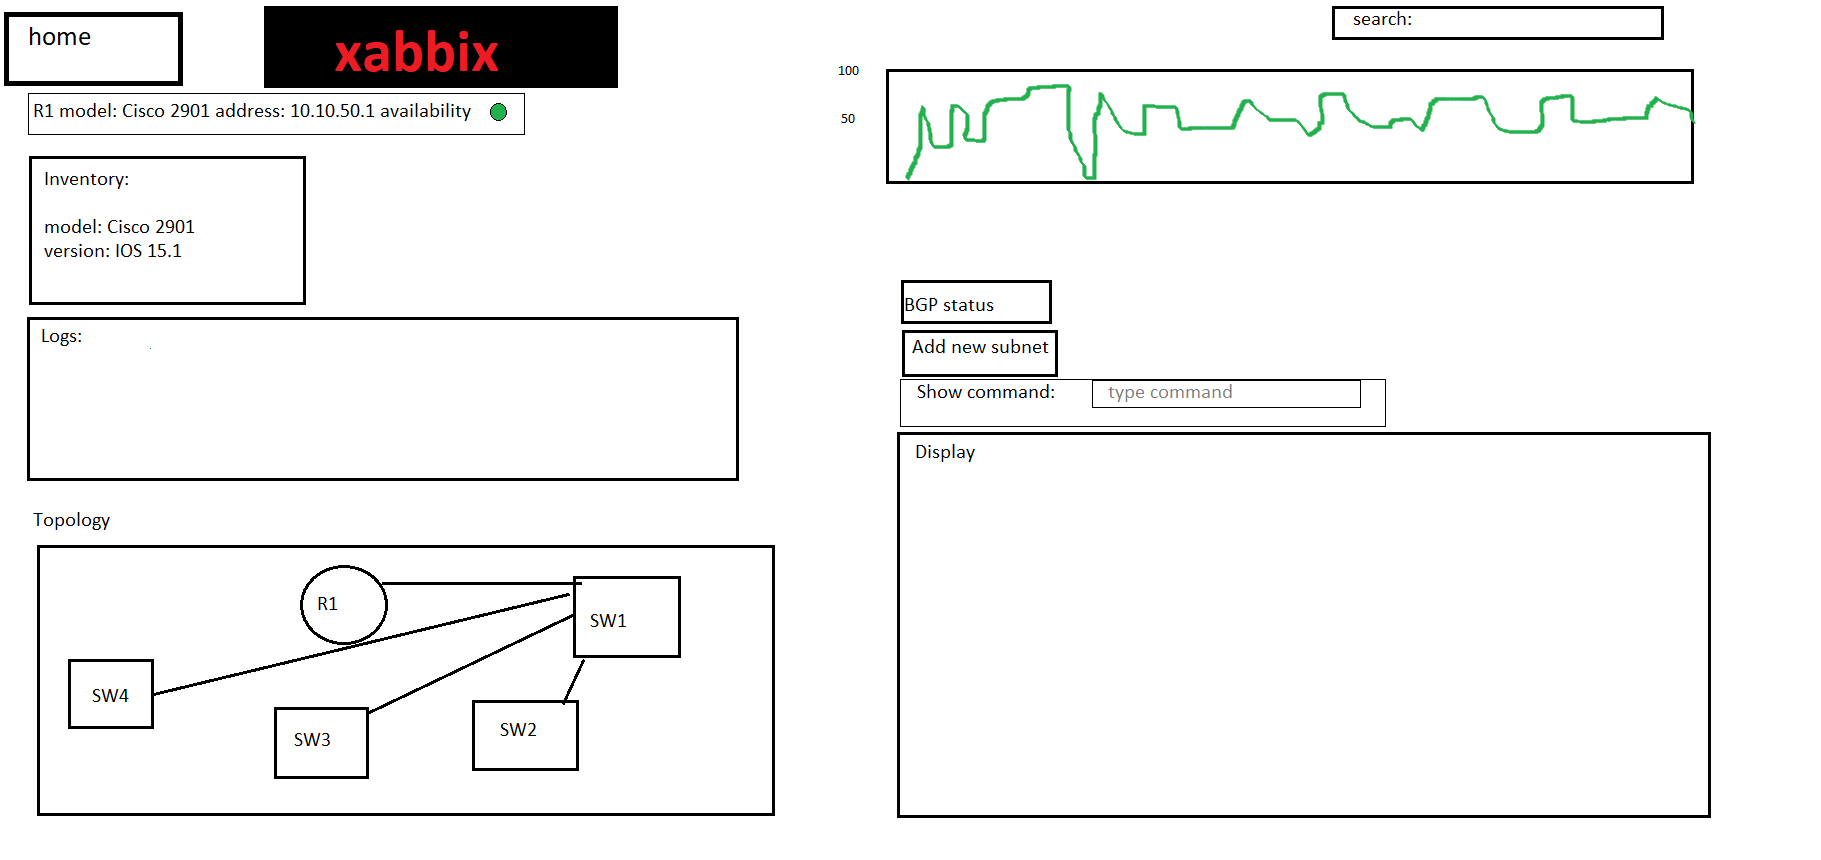 home
xabbix
search:
R1 model: Cisco 2901 address: 10.10.50.1 availability
100
50
Inventory:
model: Cisco 2901
version: IOS 15.1
Logs:
BGP status
Add new subnet
Show command: type command
Display
Topology
R1
SW1
SW4
SW3
SW2